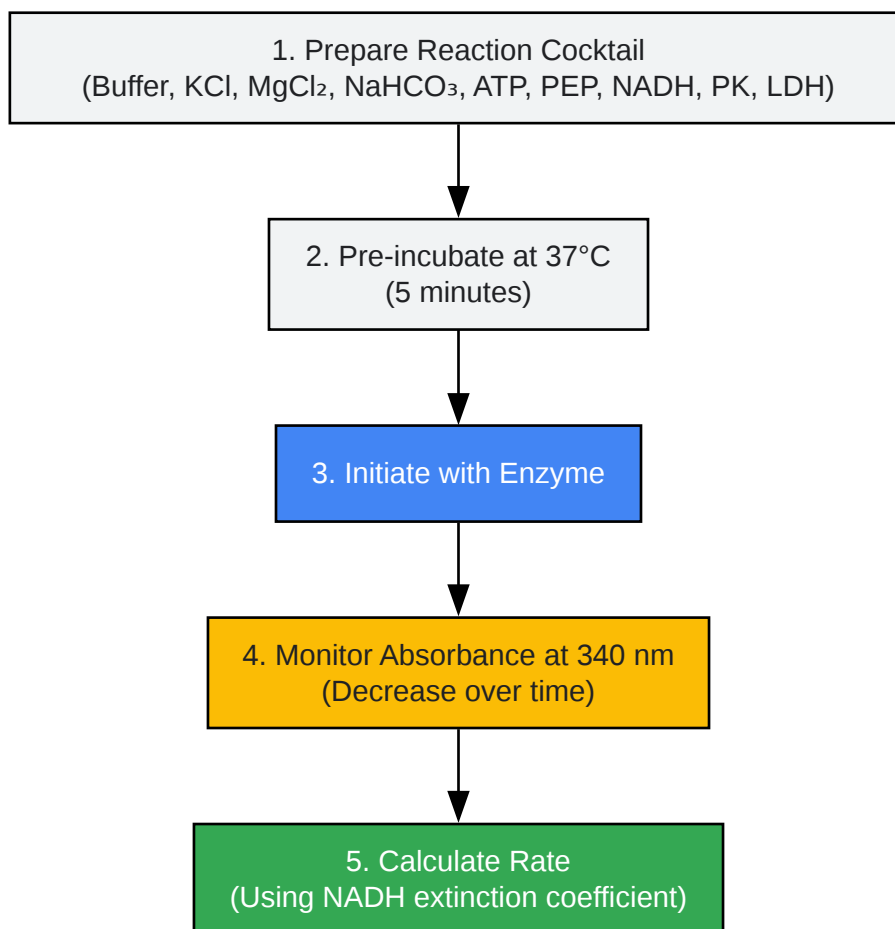 1. Prepare Reaction Cocktail
(Buffer, KCl, MgCl₂, NaHCO₃, ATP, PEP, NADH, PK, LDH)
2. Pre-incubate at 37°C
(5 minutes)
3. Initiate with Enzyme
4. Monitor Absorbance at 340 nm
(Decrease over time)
5. Calculate Rate
(Using NADH extinction coefficient)